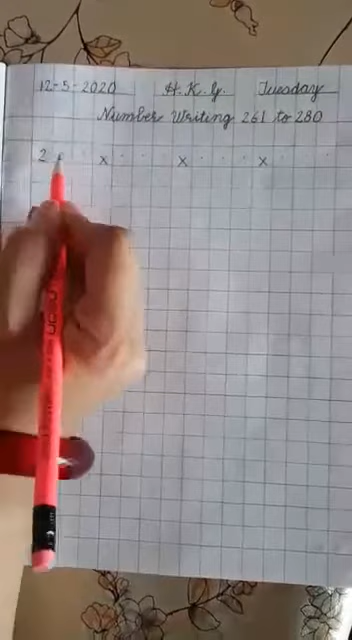 12-5-2020 H.K.G. Tuesday
Number Writing 261 to 280
2 x x x